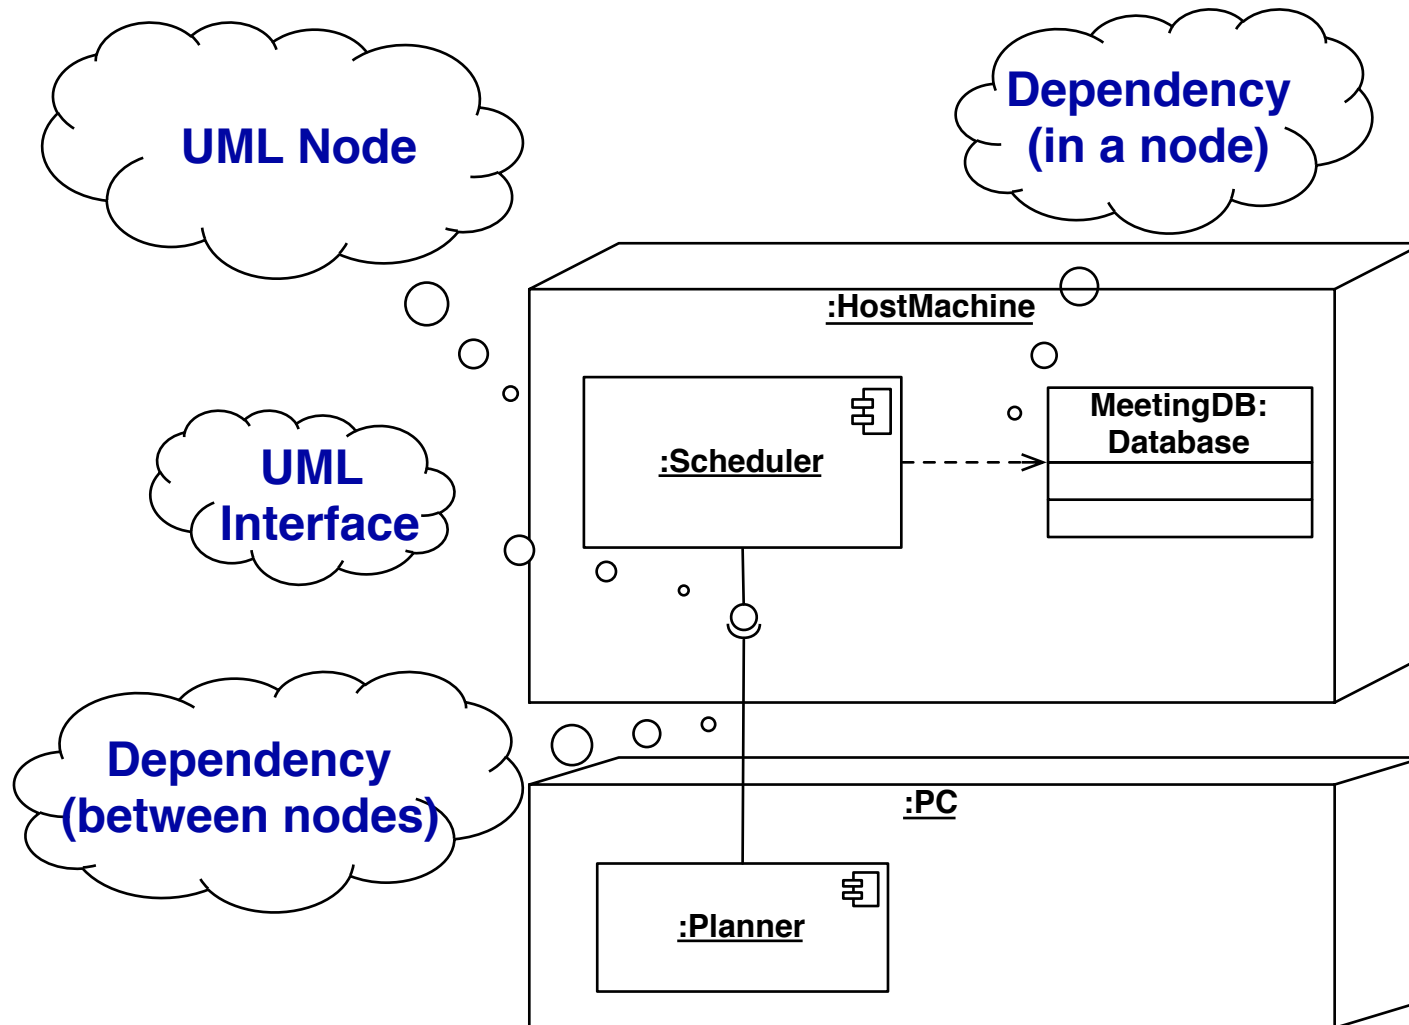 UML Node
Dependency
(in a node)
:HostMachine
MeetingDB:
Database
:Scheduler
UML
Interface
Dependency
(between nodes)
:PC
:Planner